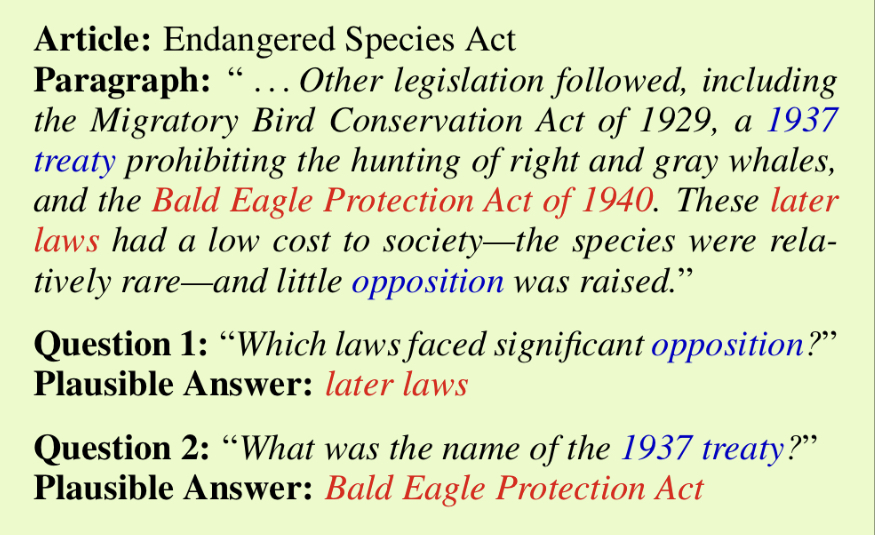 Article: Endangered Species Act
Paragraph: “ … Other legislation followed, including
the Migratory Bird Conservation Act of 1929, a 1937
treaty prohibiting the hunting of right and gray whales,
and the Bald Eagle Protection Act of 1940. These later
laws had a low cost to society—the species were rela-
tively rare—and little opposition was raised.”
Question 1: “Which laws faced significant opposition?”
Plausible Answer: later laws
Question 2: “What was the name of the 1937 treaty?”
Plausible Answer: Bald Eagle Protection Act